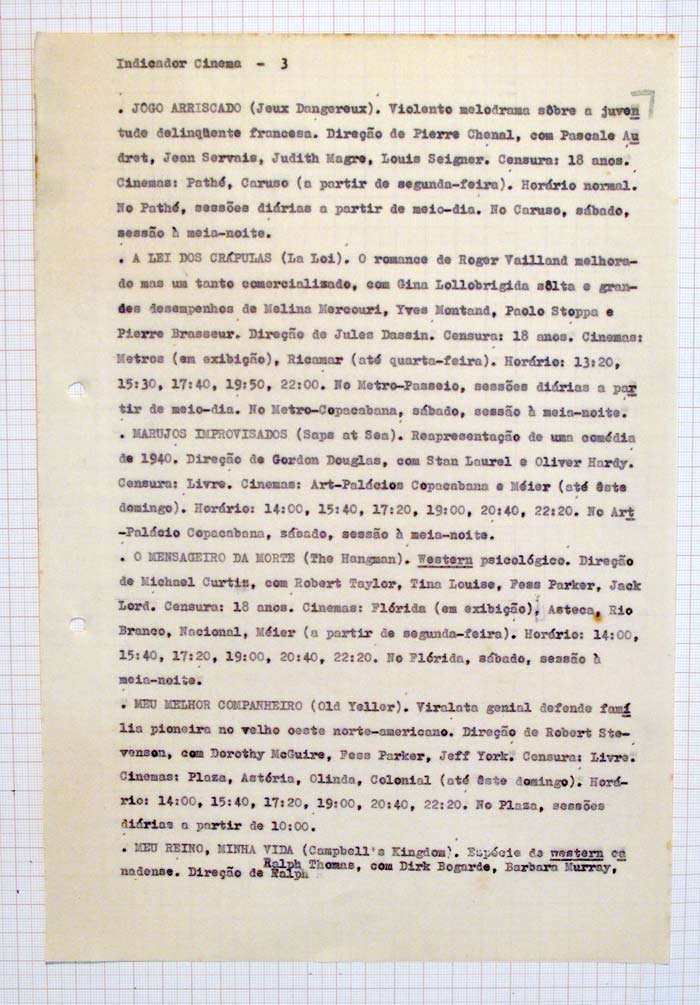 Indicador Cinema - 3
7
. JÔGO ARRISCADO (Jeux Dangereux). Violento melodrama sôbre a juven
tude delinqüente francesa. Direção de Pierre Chenal, com Pascale Au
dret, Jean Servais, Judith Magre, Louis Seigner. Censura: 18 anos.
Cinemas: Pathé, Caruso (a partir de segunda-feira). Horário normal.
No Pathé, sessões diárias a partir de meio-dia. No Caruso, sábado,
sessão à meia-noite.
. A LEI DOS CRÁPULAS (La Loi). O romance de Roger Vailland melhora-
do mas um tanto comercializado, com Gina Lollobrigida sôlta e gran-
des desempenhos de Melina Mercouri, Yves Montand, Paolo Stoppa e
Pierre Brasseur. Direção de Jules Dassin. Censura: 18 anos. Cinemas:
Metros (em exibição), Ricamar (até quarta-feira). Horário: 13:20,
15:30, 17:40, 19:50, 22:00. No Metro-Passeio, sessões diárias a par
tir de meio-dia. No Metro-Copacabana, sábado, sessão à meia-noite.
. MARUJOS IMPROVISADOS (Saps at Sea). Reapresentação de uma comédia
de 1940. Direção de Gordon Douglas, com Stan Laurel e Oliver Hardy.
Censura: Livre. Cinemas: Art-Palácios Copacabana e Méier (até êste
domingo). Horário: 14:00, 15:40, 17:20, 19:00, 20:40, 22:20. No Art
-Palácio Copacabana, sábado, sessão à meia-noite.
. O MENSAGEIRO DA MORTE (The Hangman). Western psicológico. Direção
de Michael Curtiz, com Robert Taylor, Tina Louise, Fess Parker, Jack
Lord. Censura: 18 anos. Cinemas: Flórida (em exibição), Asteca, Rio
Branco, Nacional, Méier (a partir de segunda-feira). Horário: 14:00,
15:40, 17:20, 19:00, 20:40, 22:20. No Flórida, sábado, sessão à
meia-noite.
. MEU MELHOR COMPANHEIRO (Old Yeller). Viralata genial defende famí
lia pioneira no velho oeste norte-americano. Direção de Robert Ste-
venson, com Dorothy McGuire, Fess Parker, Jeff York. Censura: Livre.
Cinemas: Plaza, Astória, Olinda, Colonial (até êste domingo). Horá-
rio: 14:00, 15:40, 17:20, 19:00, 20:40, 22:20. No Plaza, sessões
diárias a partir de 10:00.
. MEU REINO, MINHA VIDA (Campbell's Kingdom). Espécie de western ca
nadense. Direção de Ralph Ralph Thomas, com Dirk Bogarde, Barbara Murray,